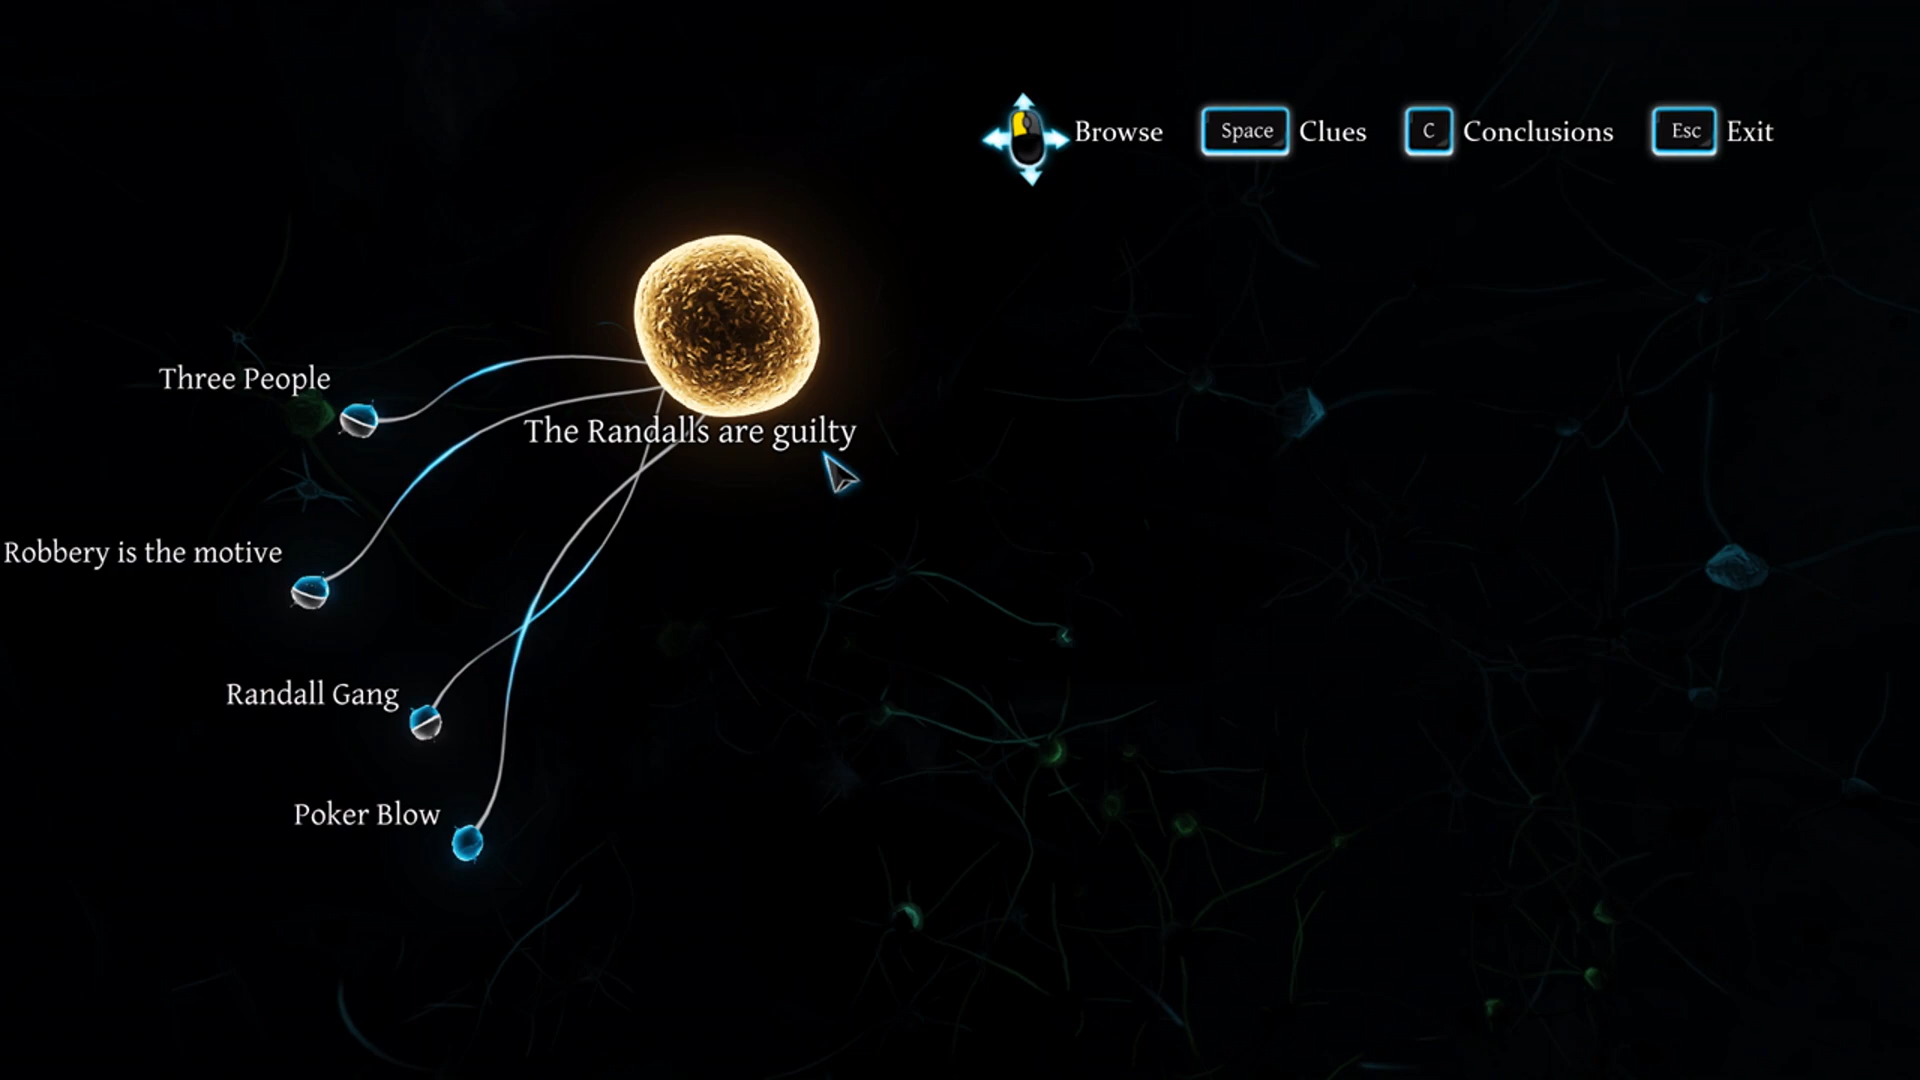 Browse
Space
Clues
C
Conclusions
Esc
Exit
Three People
The Randalls are guilty
Robbery is the motive
Randall Gang
Poker Blow